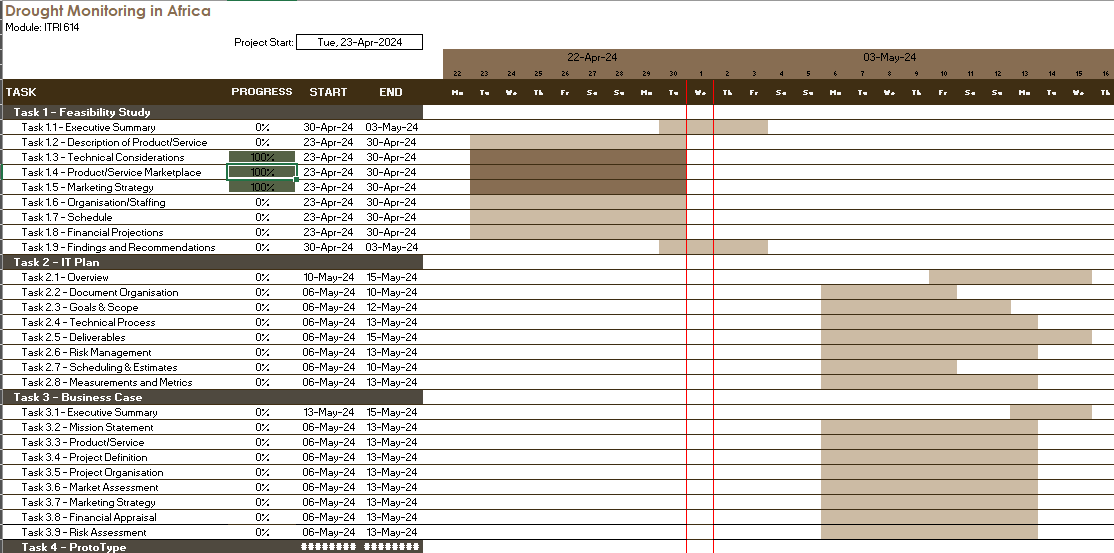 Drought Monitoring in Africa
Module: ITRI 614
Project Start: Tue, 23-Apr-2024
22-Apr-24 03-May-24
22 23 24 25 26 27 28 29 30 1 2 3 4 5 6 7 8 9 10 11 12 13 14 15 16
TASK PROGRESS START END Mo Tu We Th Fr Sa Su Mo Tu We Th Fr Sa Su Mo Tu We Th Fr Sa Su Mo Tu We Th
Task 1 - Feasibility Study
Task 1.1 - Executive Summary 0% 30-Apr-24 03-May-24
Task 1.2 - Description of Product/Service 0% 23-Apr-24 30-Apr-24
Task 1.3 - Technical Considerations 100% 23-Apr-24 30-Apr-24
Task 1.4 - Product/Service Marketplace 100% 23-Apr-24 30-Apr-24
Task 1.5 - Marketing Strategy 100% 23-Apr-24 30-Apr-24
Task 1.6 - Organisation/Staffing 0% 23-Apr-24 30-Apr-24
Task 1.7 - Schedule 0% 23-Apr-24 30-Apr-24
Task 1.8 - Financial Projections 0% 23-Apr-24 30-Apr-24
Task 1.9 - Findings and Recommendations 0% 30-Apr-24 03-May-24
Task 2 - IT Plan
Task 2.1 - Overview 0% 10-May-24 15-May-24
Task 2.2 - Document Organisation 0% 06-May-24 10-May-24
Task 2.3 - Goals & Scope 0% 06-May-24 12-May-24
Task 2.4 - Technical Process 0% 06-May-24 13-May-24
Task 2.5 - Deliverables 0% 06-May-24 15-May-24
Task 2.6 - Risk Management 0% 06-May-24 13-May-24
Task 2.7 - Scheduling & Estimates 0% 06-May-24 10-May-24
Task 2.8 - Measurements and Metrics 0% 06-May-24 13-May-24
Task 3 - Business Case
Task 3.1 - Executive Summary 0% 13-May-24 15-May-24
Task 3.2 - Mission Statement 0% 06-May-24 13-May-24
Task 3.3 - Product/Service 0% 06-May-24 13-May-24
Task 3.4 - Project Definition 0% 06-May-24 13-May-24
Task 3.5 - Project Organisation 0% 06-May-24 13-May-24
Task 3.6 - Market Assessment 0% 06-May-24 13-May-24
Task 3.7 - Marketing Strategy 0% 06-May-24 13-May-24
Task 3.8 - Financial Appraisal 0% 06-May-24 13-May-24
Task 3.9 - Risk Assessment 0% 06-May-24 13-May-24
Task 4 - ProtoType ######## ########